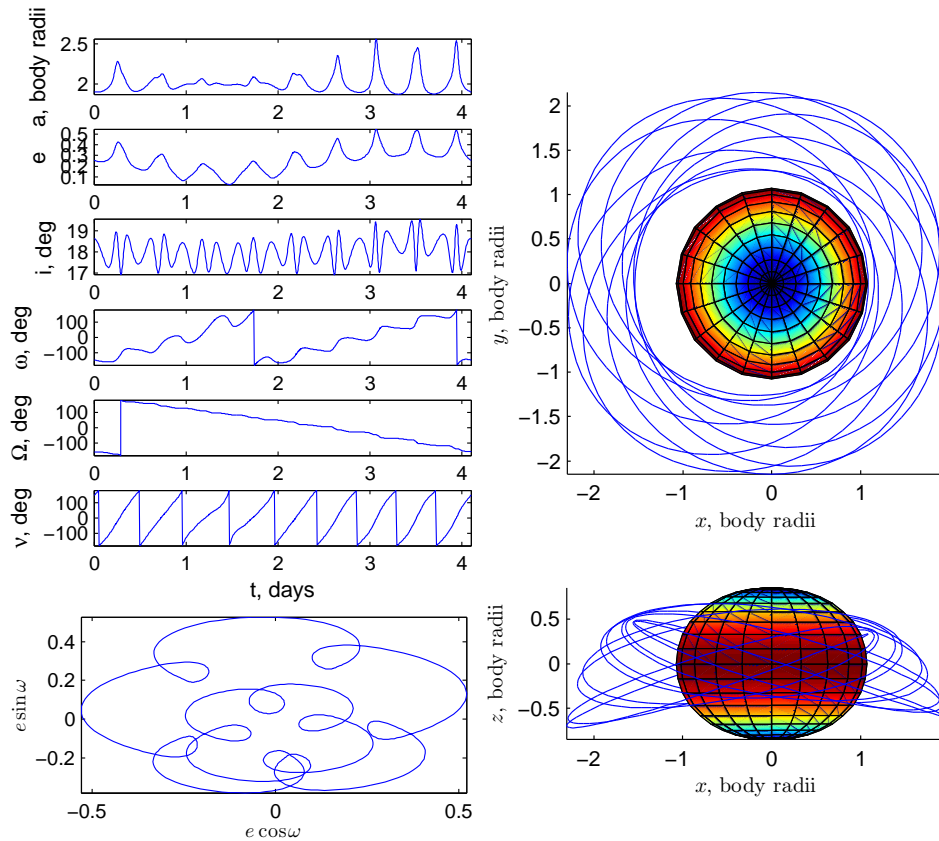 a, body radii
2.5
2
0 1 2 3 4
e
0.5
0.4
0.3
0.2
0.1
0 1 2 3 4
i, deg
19
18
17
0 1 2 3 4
ω, deg
100
0
−100
0 1 2 3 4
Ω, deg
100
0
−100
0 1 2 3 4
ν, deg
100
0
−100
0 1 2 3 4
t, days
e sin ω
0.4
0.2
0
−0.2
−0.5 0 0.5
e cos ω
y, body radii
2
1.5
1
0.5
0
−0.5
−1
−1.5
−2
−2 −1 0 1
x, body radii
z, body radii
0.5
0
−0.5
−2 −1 0 1
x, body radii